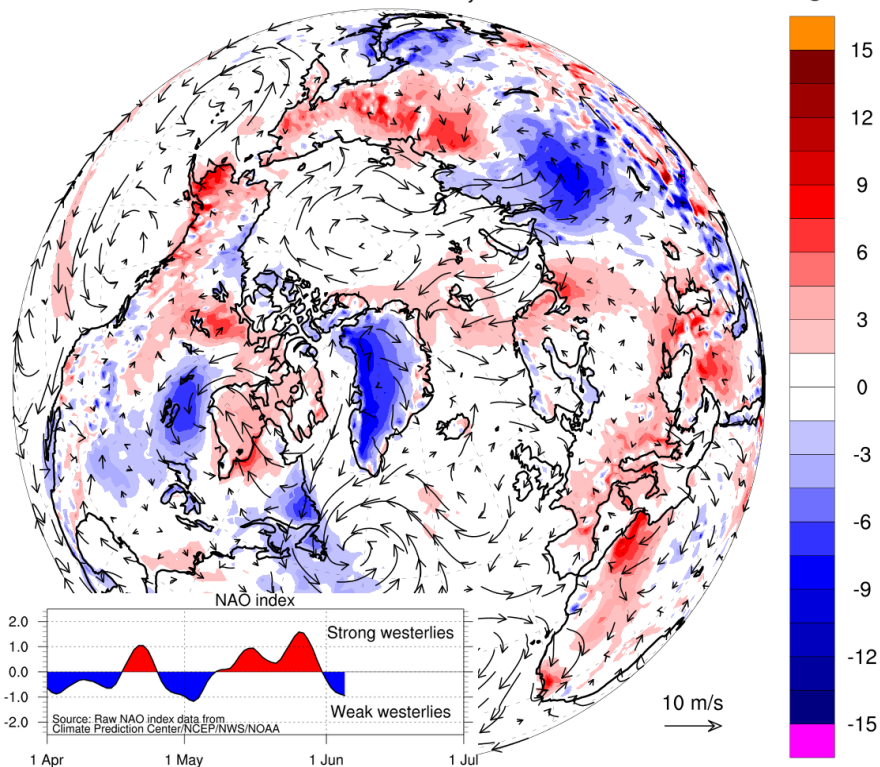 15
12
9
6
3
0
-3
-6
-9
-12
-15
NAO index
2.0
1.0
0.0
-1.0
-2.0
Strong westerlies
Weak westerlies
Source: Raw NAO index data from
Climate Prediction Center/NCEP/NWS/NOAA
1 Apr 1 May 1 Jun 1 Jul
10 m/s